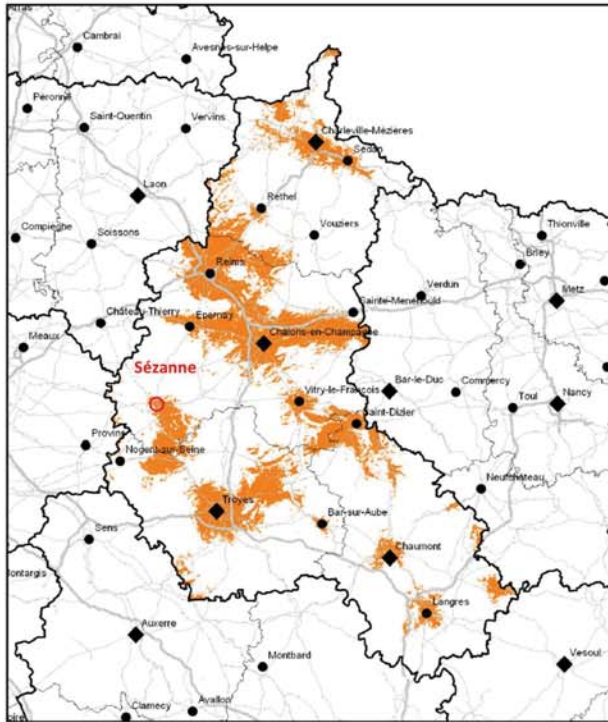 Arras
Cambrai
Avesnes-sur-Helpe
Péronne
Saint-Quentin
Vervins
Charleville-Mézières
Sedan
Laon
Rethel
Vouziers
Compiègne
Soissons
Thionville
Reims
Briey
Verdun
Metz
Château-Thierry
Epernay
Sainte-Menehould
Meaux
Châlons-en-Champagne
Sézanne
Vitry-le-François
Bar-le-Duc
Commercy
Toul
Nancy
Saint-Dizier
Provins
Nogent-sur-Seine
Neufchâteau
Troyes
Bar-sur-Aube
Sens
Chaumont
Montargis
Langres
Auxerre
Montbard
Vesoul
Clamecy
Avallon